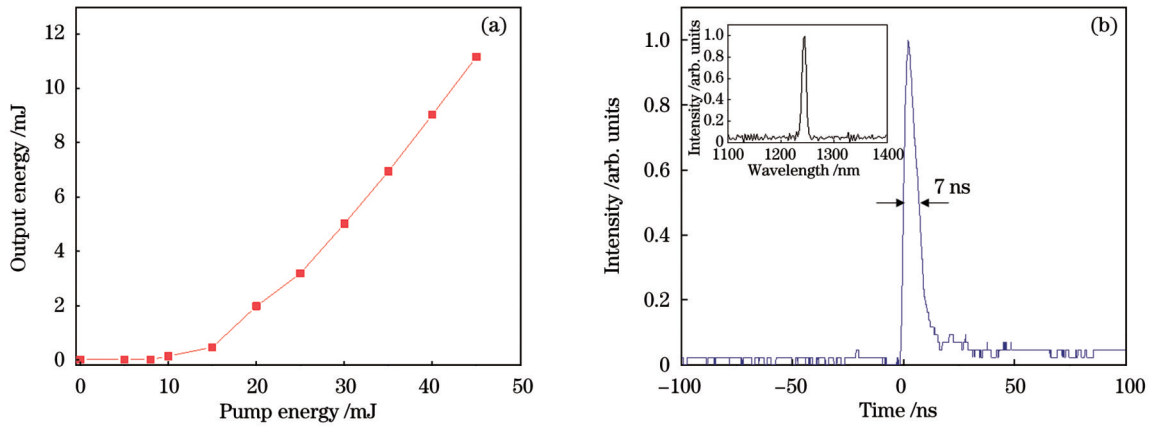 (a)
12
10
8
6
4
2
0
Output energy /mJ
0 10 20 30 40 50
Pump energy /mJ
(b)
1.0
0.8
0.6
0.4
0.2
0
Intensity /arb. units
−100 −50 0 50 100
Time /ns
7 ns
1.0
0.8
0.6
0.4
0.2
0
Intensity /arb. units
1100 1200 1300 1400
Wavelength /nm